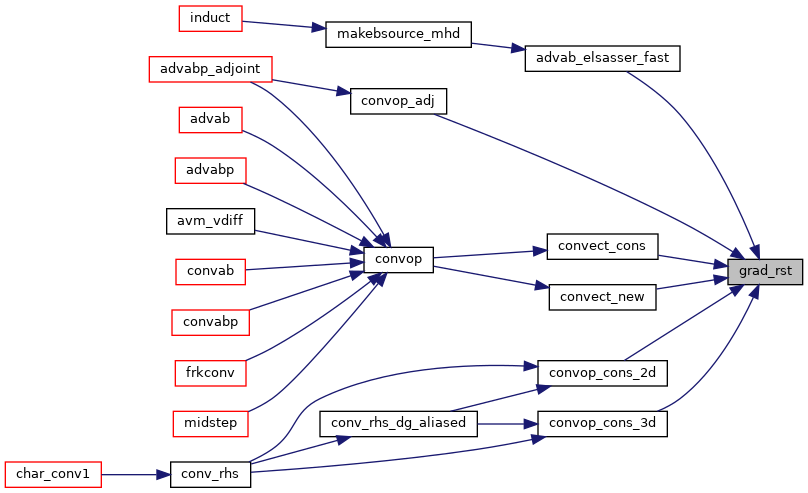 induct
makebsource_mhd
advab_elsasser_fast
advabp_adjoint
convop_adj
advab
advabp
avm_vdiff
convect_cons
convop
convab
grad_rst
convect_new
convabp
frkconv
convop_cons_2d
midstep
conv_rhs_dg_aliased
convop_cons_3d
char_conv1
conv_rhs